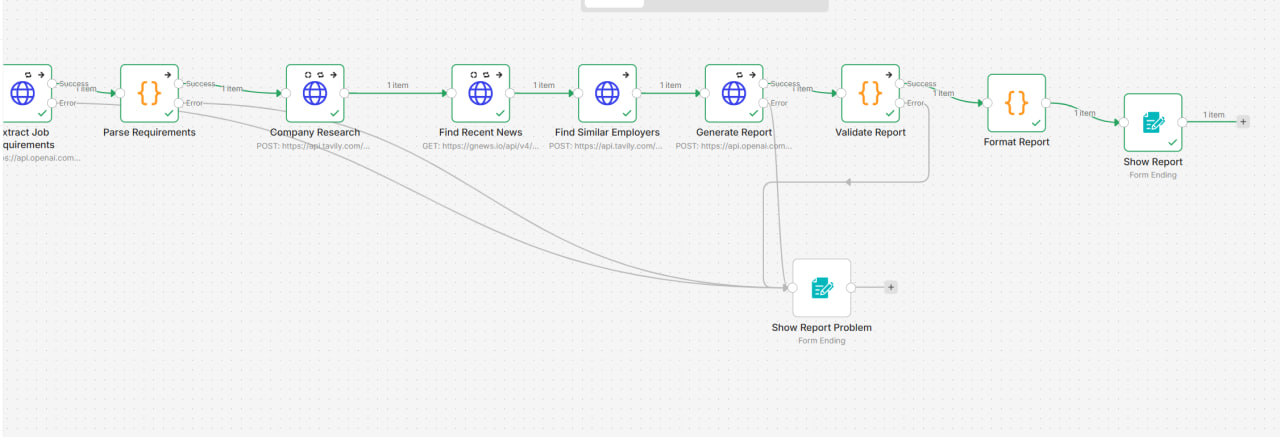 Success
1 item
Error
xtract Job
quirements
s://api.openai.com...
Success
1 item
Error
Parse Requirements
1 item
Company Research
POST: https://api.tavily.com/...
1 item
Find Recent News
GET: https://gnews.io/api/v4/...
1 item
Find Similar Employers
POST: https://api.tavily.com/...
Success
1 item
Error
Generate Report
POST: https://api.openai.com...
Success
1 item
Error
Validate Report
1 item
Format Report
1 item
Show Report
Form Ending
Show Report Problem
Form Ending